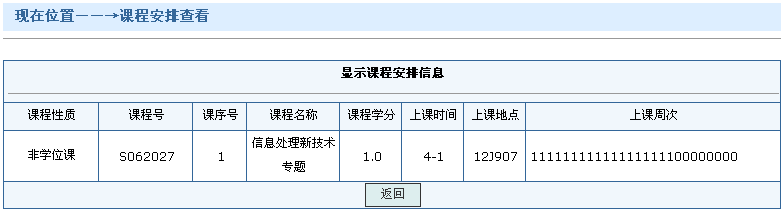 现在位置一一→课程安排查看
显示课程安排信息
课程性质 课程号 课序号 课程名称 课程学分 上课时间 上课地点 上课周次
非学位课 S062027 1 信息处理新技术 1.0 4-1 12J907 11111111111111111100000000
专题
返回